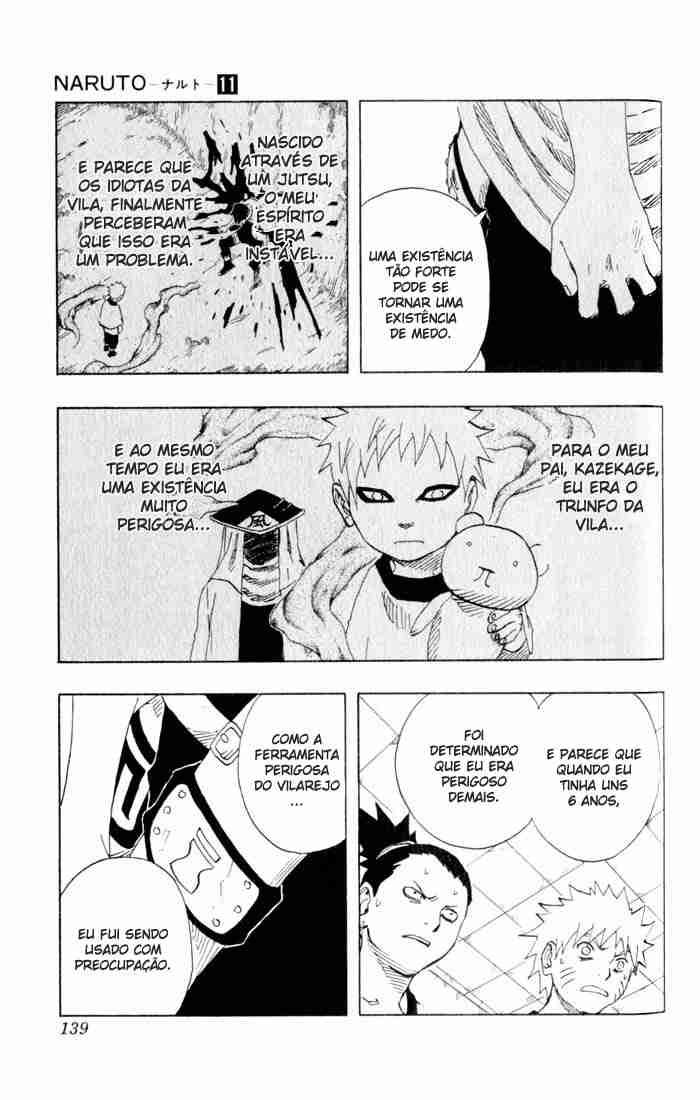 NARUTO -ナルト- 11
UMA EXISTÊNCIA
TÃO FORTE
PODE SE
TORNAR UMA
EXISTÊNCIA
DE MEDO.
NASCIDO
ATRAVÉS DE
UM JUTSU,
O MEU
ESPÍRITO
ERA
INSTÁVEL...
E PARECE QUE
OS IDIOTAS DA
VILA, FINALMENTE
PERCEBERAM
QUE ISSO ERA
UM PROBLEMA.
PARA O MEU
PAI, KAZEKAGE,
EU ERA O
TRUNFO DA
VILA...
E AO MESMO
TEMPO EU ERA
UMA EXISTÊNCIA
MUITO
PERIGOSA...
風
E PARECE QUE
QUANDO EU
TINHA UNS
6 ANOS,
FOI
DETERMINADO
QUE EU ERA
PERIGOSO
DEMAIS.
COMO A
FERRAMENTA
PERIGOSA
DO VILAREJO
...
EU FUI SENDO
USADO COM
PREOCUPAÇÃO.
139